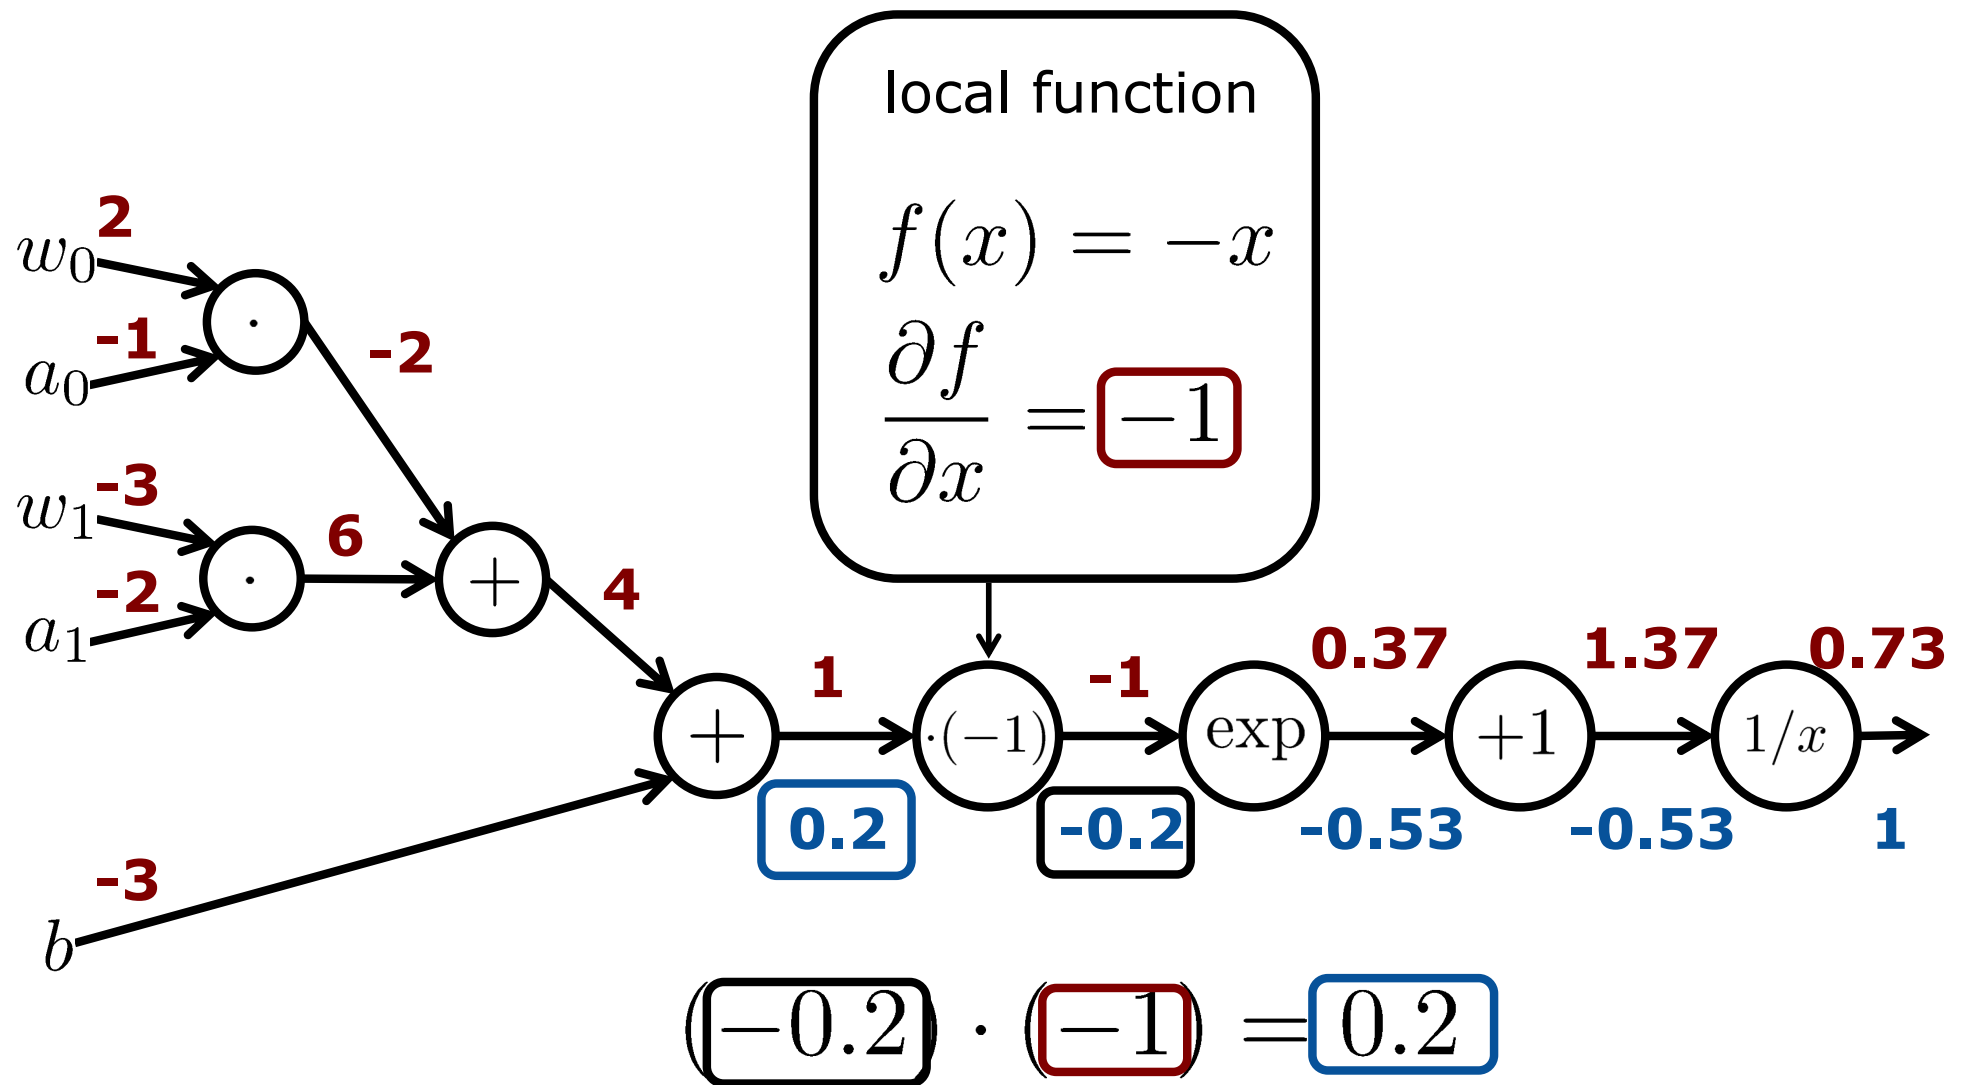 local function
f(x) = −x
∂f/∂x = −1
w₀ 2
a₀ -1
·
-2
w₁ -3
a₁ -2
·
6
+
4
b -3
+
1
0.2
·(−1)
-1
-0.2
exp
0.37
-0.53
+1
1.37
-0.53
1/x
0.73
1
(−0.2) · (−1) = 0.2